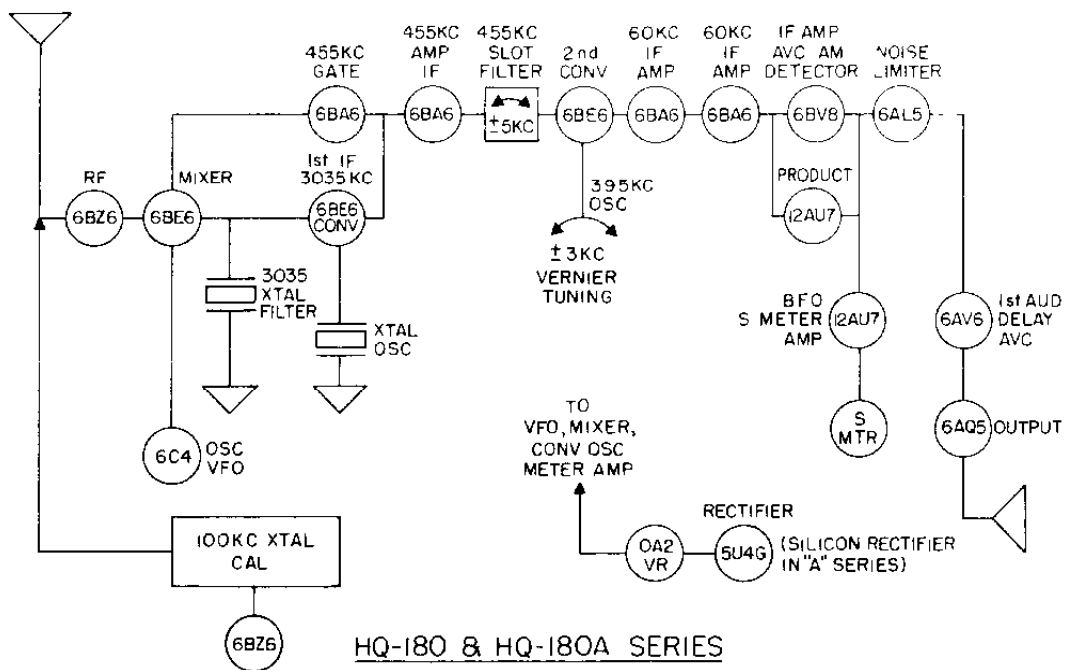 455KC
GATE
6BA6
455KC
AMP
IF
6BA6
455KC
SLOT
FILTER
±5KC
2nd
CONV
6BE6
60KC
IF
AMP
6BA6
60KC
IF
AMP
6BA6
IF AMP
AVC AM
DETECTOR
6BV8
NOISE
LIMITER
6AL5
RF
6BZ6
MIXER
6BE6
1st IF
3035KC
6BE6
CONV
395KC
OSC
±3KC
VERNIER
TUNING
PRODUCT
12AU7
3035
XTAL
FILTER
XTAL
OSC
BFO
S METER
AMP
12AU7
1st AUD
DELAY
AVC
6AV6
6C4
OSC
VFO
TO
VFO, MIXER,
CONV OSC
METER AMP
S
MTR
6AQ5
OUTPUT
100KC XTAL
CAL
6BZ6
RECTIFIER
OA2
VR
5U4G
(SILICON RECTIFIER
IN "A" SERIES)
HQ-180 & HQ-180A SERIES